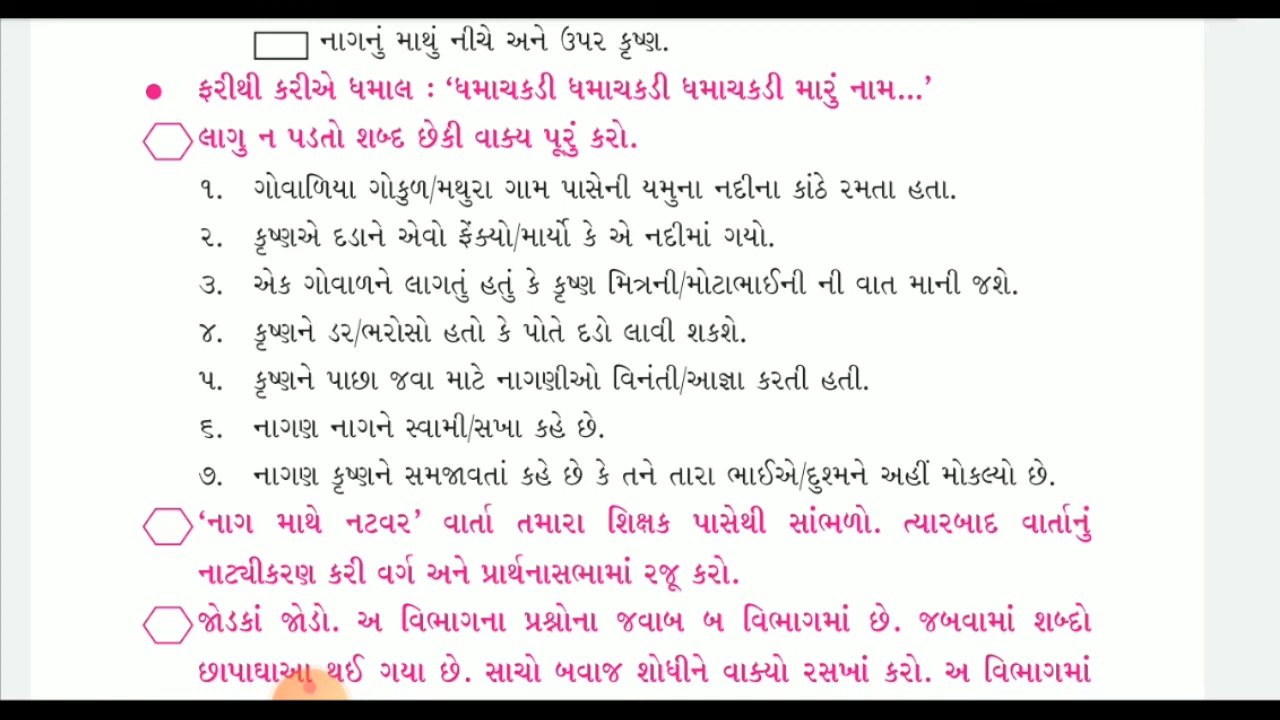 નાગનું માથું નીચે અને ઉપર કૃષ્ણ.
• ફરીથી કરીએ ધમાલ : ‘ધમાચકડી ધમાચકડી ધમાચકડી મારું નામ...’
લાગુ ન પડતો શબ્દ છેકી વાક્ય પૂરું કરો.
૧. ગોવાળિયા ગોકુળ/મથુરા ગામ પાસેની યમુના નદીના કાંઠે રમતા હતા.
૨. કૃષ્ણએ દડાને એવો ફેંક્યો/માર્યો કે એ નદીમાં ગયો.
૩. એક ગોવાળને લાગતું હતું કે કૃષ્ણ મિત્રની/મોટાભાઈની ની વાત માની જશે.
૪. કૃષ્ણને ડર/ભરોસો હતો કે પોતે દડો લાવી શકશે.
૫. કૃષ્ણને પાછા જવા માટે નાગણીઓ વિનંતી/આજ્ઞા કરતી હતી.
૬. નાગણ નાગને સ્વામી/સખા કહે છે.
૭. નાગણ કૃષ્ણને સમજાવતાં કહે છે કે તને તારા ભાઈએ/દુશ્મને અહીં મોકલ્યો છે.
‘નાગ માથે નટવર’ વાર્તા તમારા શિક્ષક પાસેથી સાંભળો. ત્યારબાદ વાર્તાનું
નાટ્યીકરણ કરી વર્ગ અને પ્રાર્થનાસભામાં રજૂ કરો.
જોડકાં જોડો. અ વિભાગના પ્રશ્નોના જવાબ બ વિભાગમાં છે. જબવામાં શબ્દો
છાપાઘાઆ થઈ ગયા છે. સાચો બવાજ શોધીને વાક્યો રસખાં કરો. અ વિભાગમાં